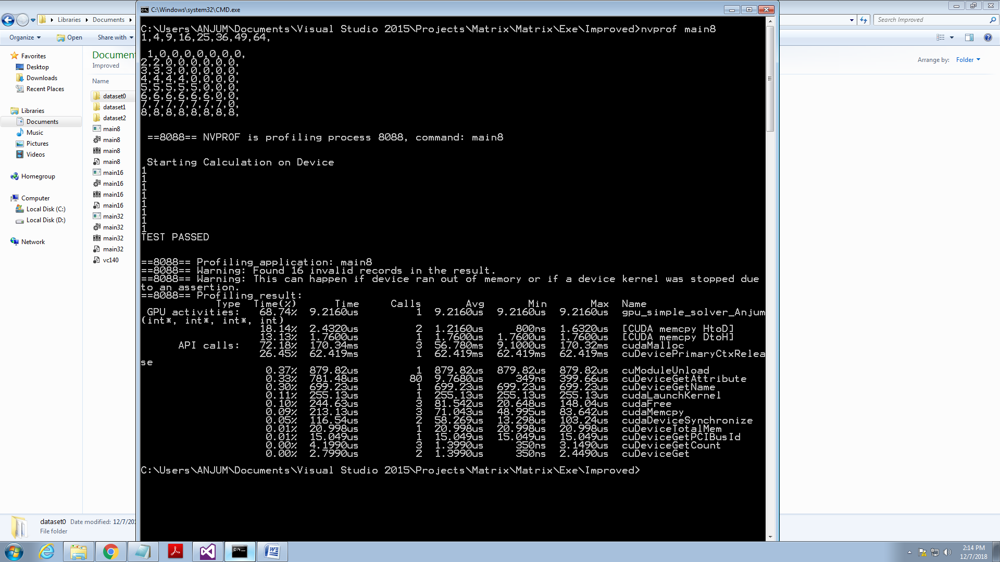 C:\Windows\system32\CMD.exe
Libraries
Documents
Search Improved
Organize
Open
Share with
Favorites
Desktop
Downloads
Recent Places
Libraries
Documents
Music
Pictures
Videos
Homegroup
Computer
Local Disk (C:)
Local Disk (D:)
Network
Improved
Name
dataset0
dataset1
dataset2
main8
main8
main8
main8
main16
main16
main16
main16
main32
main32
main32
main32
vc140
Arrange by: Folder
C:\Users\ANJUM\Documents\Visual Studio 2015\Projects\Matrix\Matrix\Exe\Improved>nvprof main8
1,4,9,16,25,36,49,64,
1,0,0,0,0,0,0,0,
2,2,0,0,0,0,0,0,
3,3,3,0,0,0,0,0,
4,4,4,4,0,0,0,0,
5,5,5,5,5,0,0,0,
6,6,6,6,6,6,0,0,
7,7,7,7,7,7,7,0,
8,8,8,8,8,8,8,8,
==8088== NVPROF is profiling process 8088, command: main8
Starting Calculation on Device
1
1
1
1
1
1
1
1
TEST PASSED
==8088== Profiling application: main8
==8088== Warning: Found 16 invalid records in the result.
==8088== Warning: This can happen if device ran out of memory or if a device kernel was stopped due
to an assertion.
==8088== Profiling result:
Type Time(%) Time Calls Avg Min Max Name
GPU activities: 68.74% 9.2160us 1 9.2160us 9.2160us 9.2160us gpu_simple_solver_Anjum
(int*, int*, int*, int)
18.14% 2.4320us 2 1.2160us 800ns 1.6320us [CUDA memcpy HtoD]
13.13% 1.7600us 1 1.7600us 1.7600us 1.7600us [CUDA memcpy DtoH]
API calls: 72.18% 170.34ms 3 56.780ms 9.1000us 170.32ms cudaMalloc
26.45% 62.419ms 1 62.419ms 62.419ms 62.419ms cuDevicePrimaryCtxRelea
se
0.37% 879.82us 1 879.82us 879.82us 879.82us cuModuleUnload
0.33% 781.48us 80 9.7680us 349ns 399.66us cuDeviceGetAttribute
0.30% 699.23us 1 699.23us 699.23us 699.23us cuDeviceGetName
0.11% 255.13us 1 255.13us 255.13us 255.13us cudaLaunchKernel
0.10% 244.63us 3 81.542us 20.648us 148.04us cudaFree
0.09% 213.13us 3 71.043us 48.995us 83.642us cudaMemcpy
0.05% 116.54us 2 58.269us 13.298us 103.24us cudaDeviceSynchronize
0.01% 20.998us 1 20.998us 20.998us 20.998us cuDeviceTotalMem
0.01% 15.049us 1 15.049us 15.049us 15.049us cuDeviceGetPCIBusId
0.00% 4.1990us 3 1.3990us 350ns 3.1490us cuDeviceGetCount
0.00% 2.7990us 2 1.3990us 350ns 2.4490us cuDeviceGet
C:\Users\ANJUM\Documents\Visual Studio 2015\Projects\Matrix\Matrix\Exe\Improved>
dataset0 Date modified:
File folder
2:14 PM
12/7/2018